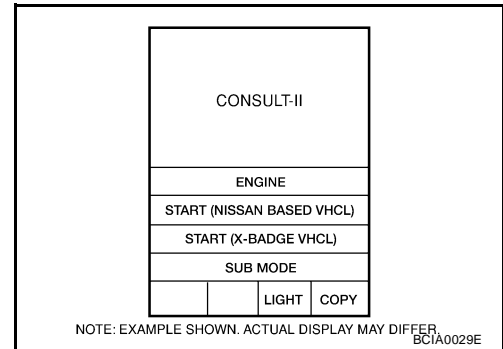 CONSULT-II
ENGINE
START (NISSAN BASED VHCL)
START (X-BADGE VHCL)
SUB MODE
LIGHT COPY
NOTE: EXAMPLE SHOWN. ACTUAL DISPLAY MAY DIFFER.
BCIA0029E